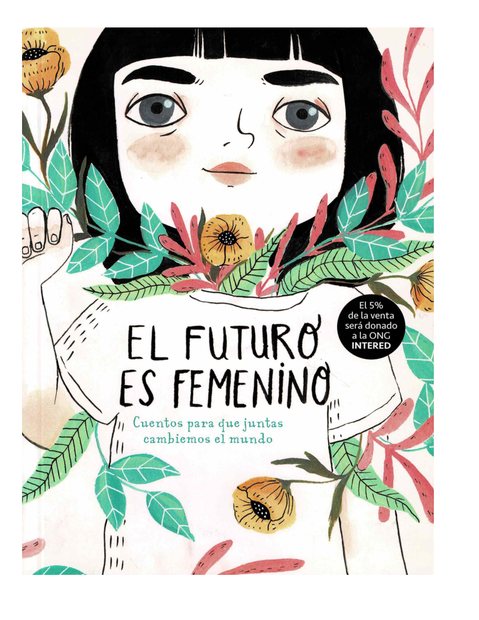 El 5%
de la venta
será donado
a la ONG
INTERED
EL FUTURO
ES FEMENINO
Cuentos para que juntas
cambiemos el mundo